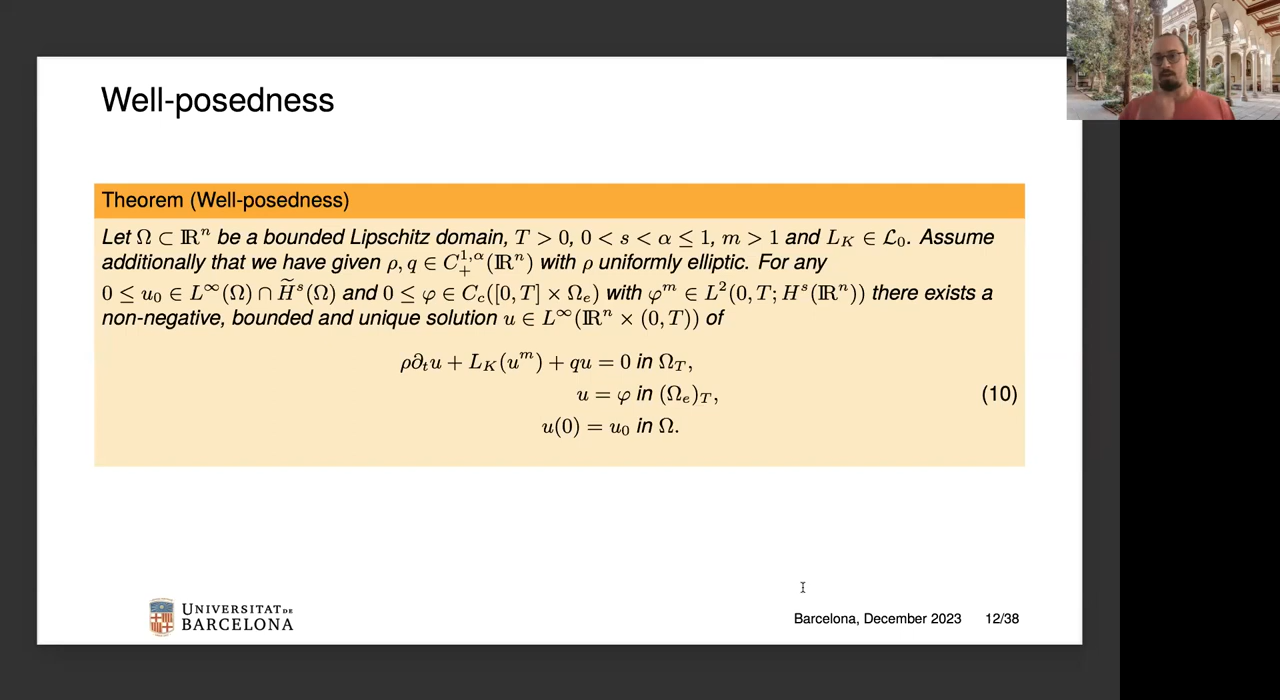 Well-posedness
Theorem (Well-posedness)
Let Ω ⊂ ℝⁿ be a bounded Lipschitz domain, T > 0, 0 < s < α ≤ 1, m > 1 and L_K ∈ 𝓛₀. Assume
additionally that we have given ρ, q ∈ C₊^{1,α}(ℝⁿ) with ρ uniformly elliptic. For any
0 ≤ u₀ ∈ L^∞(Ω) ∩ H̃ˢ(Ω) and 0 ≤ φ ∈ C_c([0, T] × Ω_e) with φᵐ ∈ L²(0, T; Hˢ(ℝⁿ)) there exists a
non-negative, bounded and unique solution u ∈ L^∞(ℝⁿ × (0, T)) of
ρ∂ₜu + L_K(uᵐ) + qu = 0 in Ω_T,
u = φ in (Ω_e)_T, (10)
u(0) = u₀ in Ω.
UNIVERSITAT DE
BARCELONA
Barcelona, December 2023 12/38